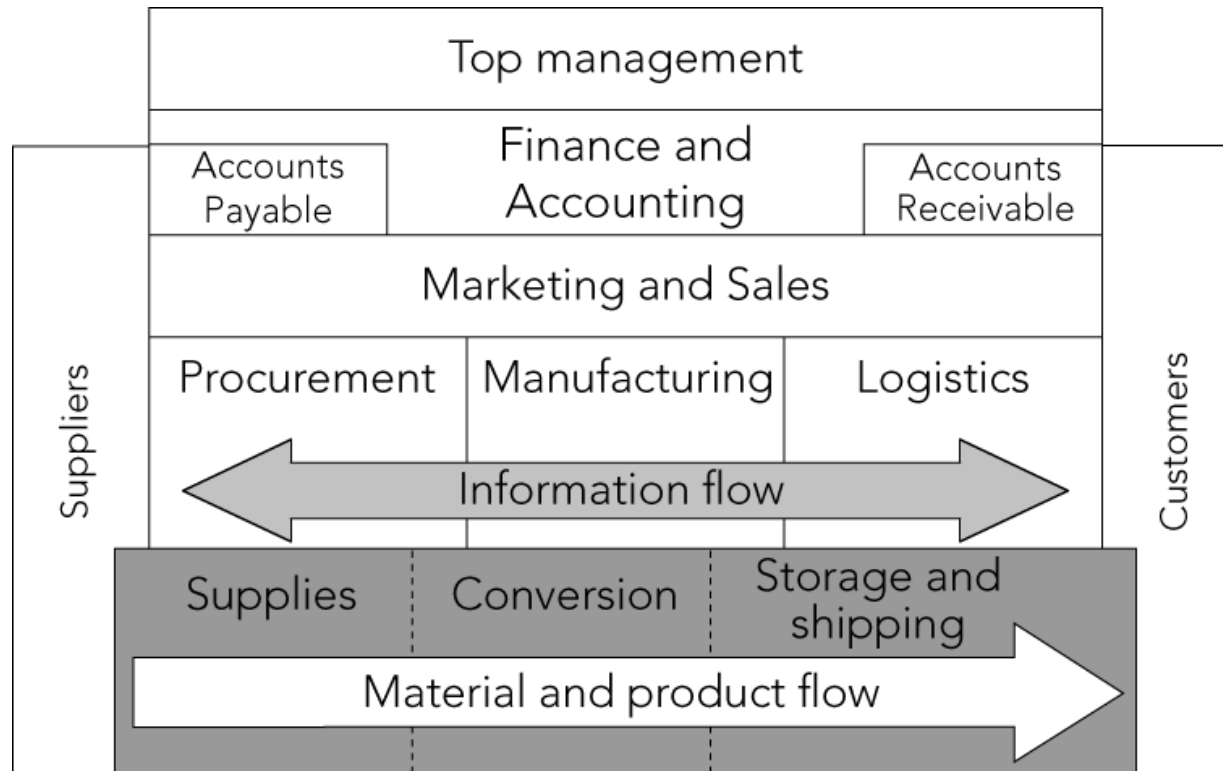 Top management
Accounts
Payable
Finance and
Accounting
Accounts
Receivable
Marketing and Sales
Suppliers
Procurement
Manufacturing
Logistics
Customers
Information flow
Supplies
Conversion
Storage and
shipping
Material and product flow